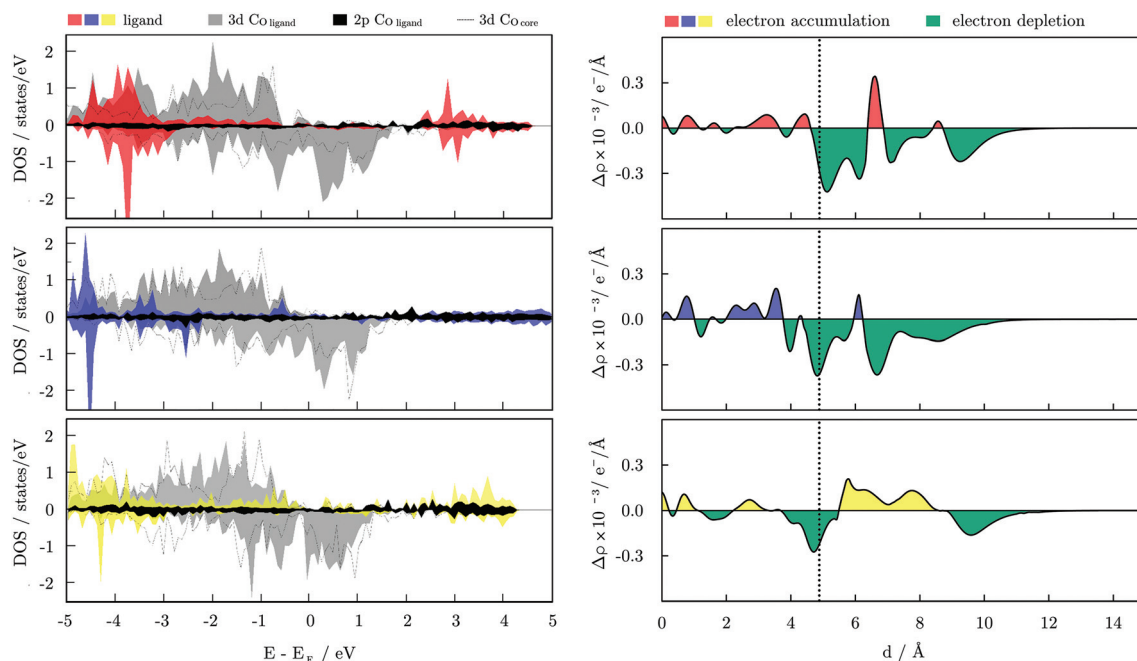 ligand 3d Co ligand 2p Co ligand 3d Co core
DOS / states/eV
2
1
0
-1
-2
DOS / states/eV
2
1
0
-1
-2
DOS / states/eV
2
1
0
-1
-2
-5 -4 -3 -2 -1 0 1 2 3 4 5
E - E_F / eV
electron accumulation electron depletion
Δρ × 10⁻³/ e⁻/Å
0.3
0.0
-0.3
Δρ × 10⁻³/ e⁻/Å
0.3
0.0
-0.3
Δρ × 10⁻³/ e⁻/Å
0.3
0.0
-0.3
0 2 4 6 8 10 12 14
d / Å